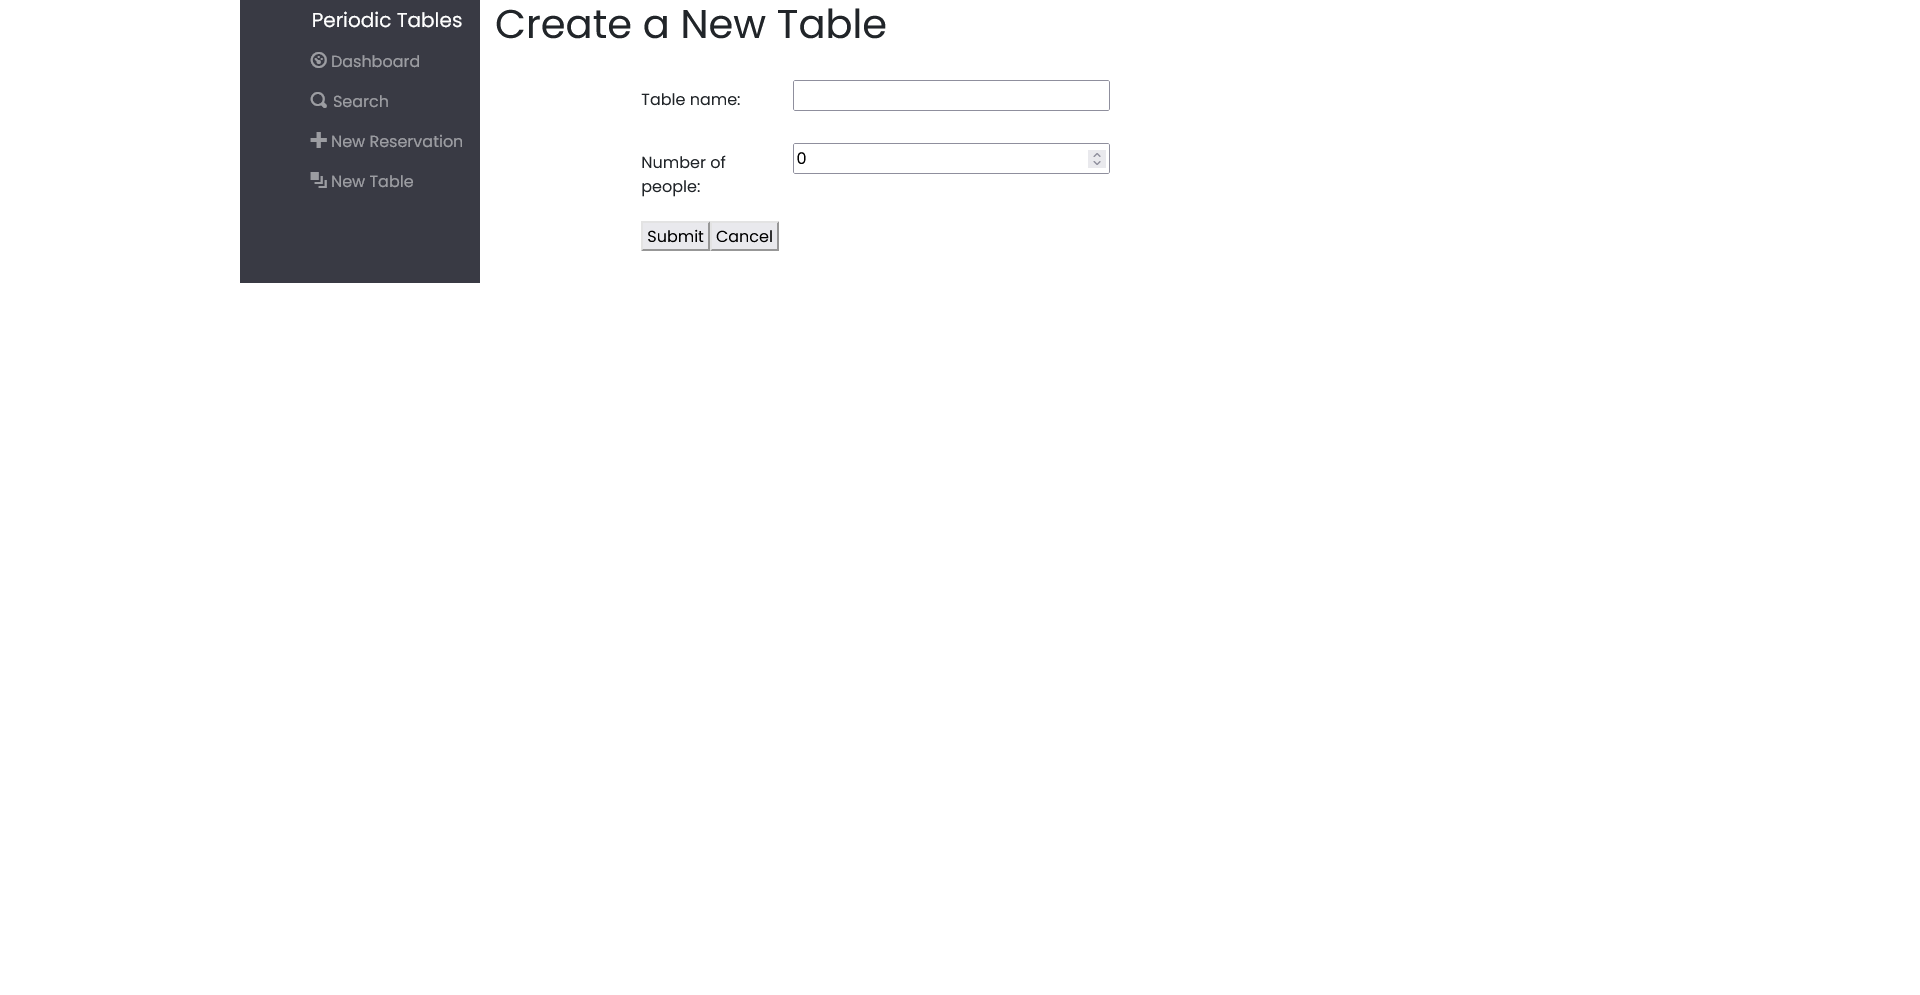 Periodic Tables
Dashboard
Search
New Reservation
New Table
Create a New Table
Table name:
Number of
people:
0
Submit
Cancel